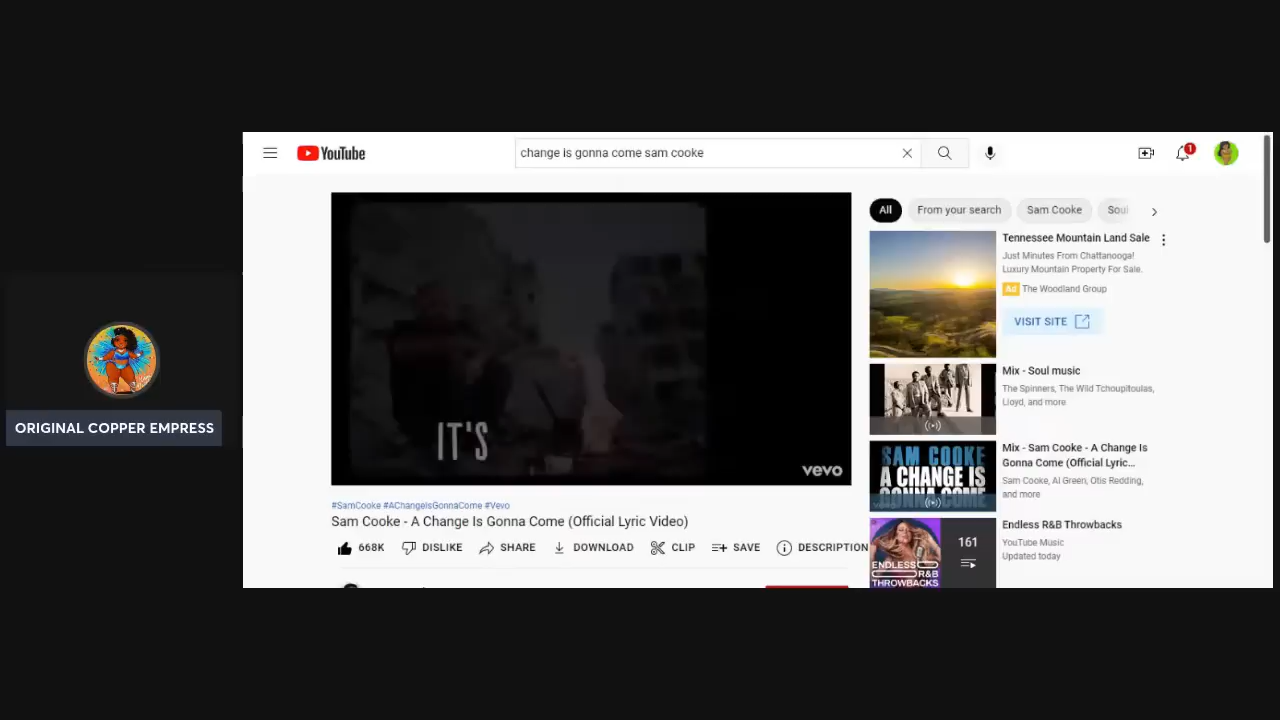 YouTube
change is gonna come sam cooke
1
IT'S
vevo
#SamCooke #AChangeIsGonnaCome #Vevo
Sam Cooke - A Change Is Gonna Come (Official Lyric Video)
668K DISLIKE SHARE DOWNLOAD CLIP SAVE DESCRIPTION
All From your search Sam Cooke Soul
Tennessee Mountain Land Sale
Just Minutes From Chattanooga!
Luxury Mountain Property For Sale.
Ad The Woodland Group
VISIT SITE
Mix - Soul music
The Spinners, The Wild Tchoupitoulas,
Lloyd, and more
SAM COOKE
A CHANGE IS
GONNA COME
Mix - Sam Cooke - A Change Is
Gonna Come (Official Lyric...
Sam Cooke, Al Green, Otis Redding,
and more
ENDLESS
R&B
THROWBACKS
161
Endless R&B Throwbacks
YouTube Music
Updated today
ORIGINAL COPPER EMPRESS